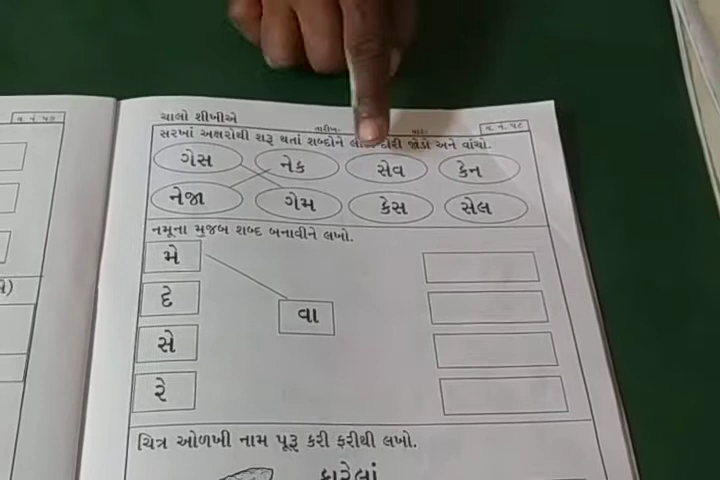 ચાલો શીખીએ
તારીખ:
સરખાં અક્ષરોથી શરૂ થતાં શબ્દોને દોરી જોડો અને વાંચો.
ગેસ નેક સેવ કેન
નેજા ગેમ કેસ સેલ
નમૂના મુજબ શબ્દ બનાવીને લખો.
મે
દે
વા
સે
રે
ચિત્ર ઓળખી નામ પૂરૂ કરી ફરીથી લખો.
કારેલાં